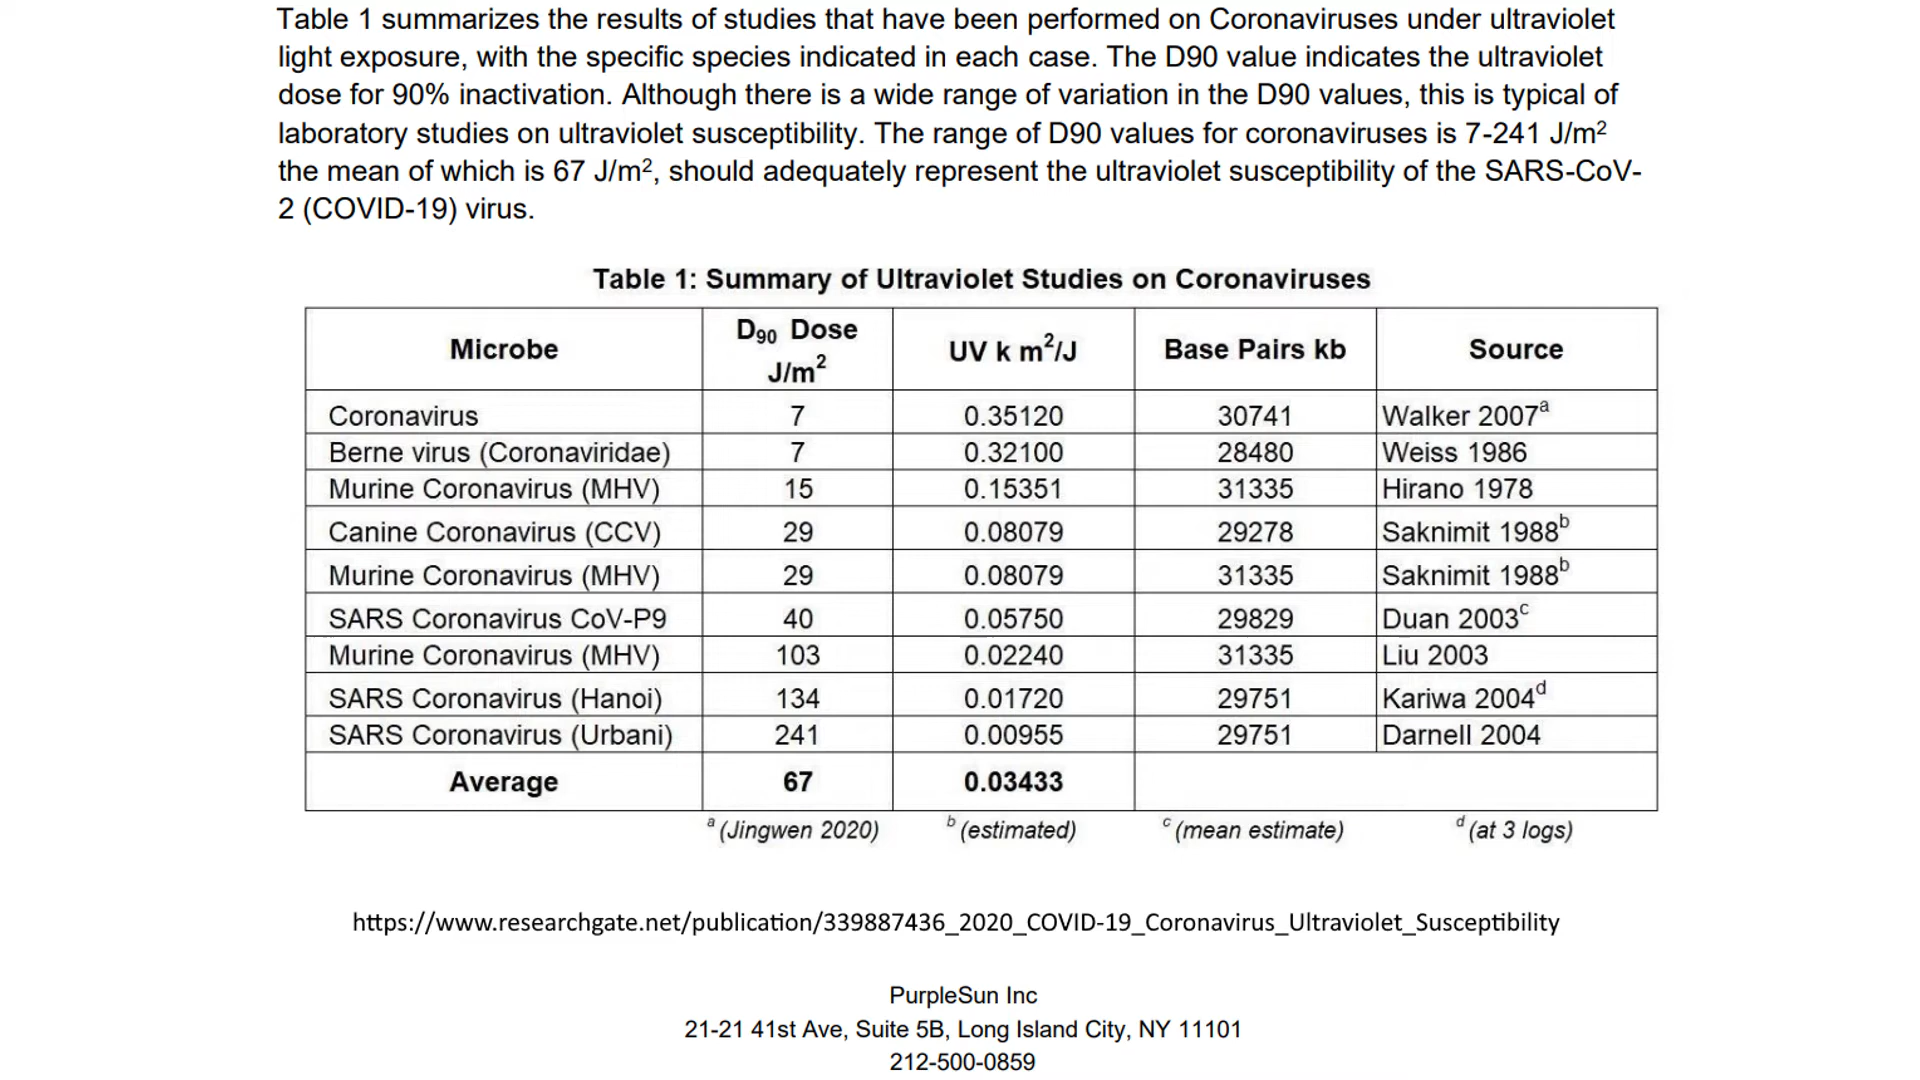 Table 1 summarizes the results of studies that have been performed on Coronaviruses under ultraviolet
light exposure, with the specific species indicated in each case. The D90 value indicates the ultraviolet
dose for 90% inactivation. Although there is a wide range of variation in the D90 values, this is typical of
laboratory studies on ultraviolet susceptibility. The range of D90 values for coronaviruses is 7-241 J/m²
the mean of which is 67 J/m², should adequately represent the ultraviolet susceptibility of the SARS-CoV-
2 (COVID-19) virus.
Table 1: Summary of Ultraviolet Studies on Coronaviruses
Microbe D₉₀ Dose J/m² UV k m²/J Base Pairs kb Source
Coronavirus 7 0.35120 30741 Walker 2007ᵃ
Berne virus (Coronaviridae) 7 0.32100 28480 Weiss 1986
Murine Coronavirus (MHV) 15 0.15351 31335 Hirano 1978
Canine Coronavirus (CCV) 29 0.08079 29278 Saknimit 1988ᵇ
Murine Coronavirus (MHV) 29 0.08079 31335 Saknimit 1988ᵇ
SARS Coronavirus CoV-P9 40 0.05750 29829 Duan 2003ᶜ
Murine Coronavirus (MHV) 103 0.02240 31335 Liu 2003
SARS Coronavirus (Hanoi) 134 0.01720 29751 Kariwa 2004ᵈ
SARS Coronavirus (Urbani) 241 0.00955 29751 Darnell 2004
Average 67 0.03433
ᵃ (Jingwen 2020) ᵇ (estimated) ᶜ (mean estimate) ᵈ (at 3 logs)
https://www.researchgate.net/publication/339887436_2020_COVID-19_Coronavirus_Ultraviolet_Susceptibility
PurpleSun Inc
21-21 41st Ave, Suite 5B, Long Island City, NY 11101
212-500-0859